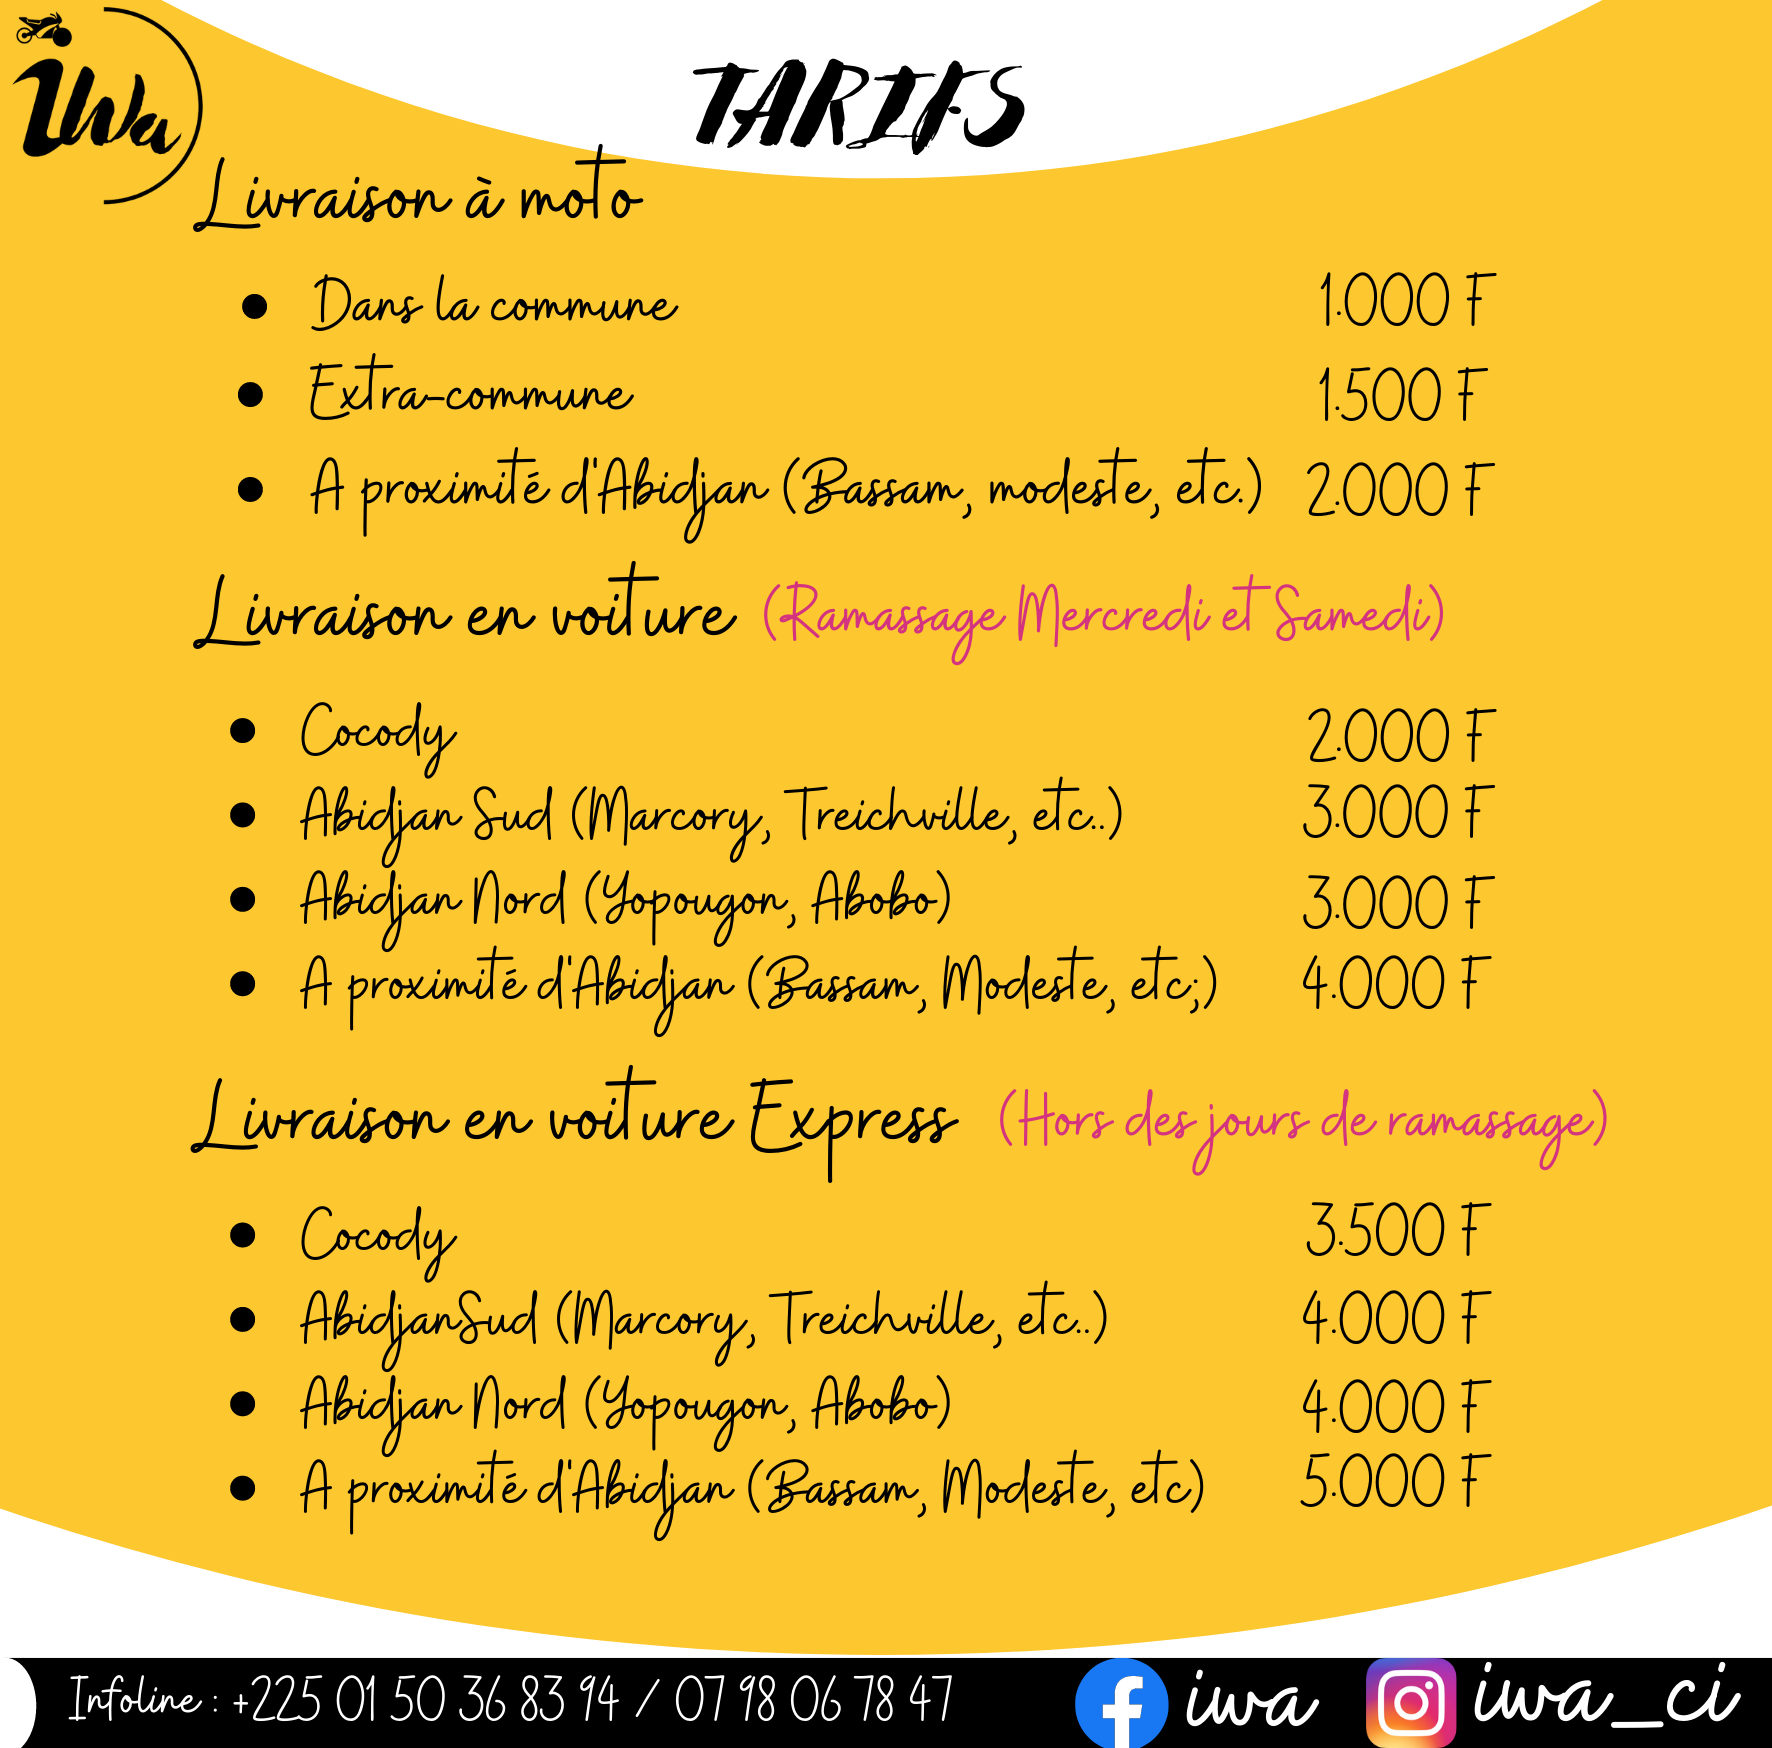 iwa
TARIFS
Livraison à moto
Dans la commune 1.000 F
Extra-commune 1.500 F
A proximité d'Abidjan (Bassam, modeste, etc.) 2.000 F
Livraison en voiture (Ramassage Mercredi et Samedi)
Cocody 2.000 F
Abidjan Sud (Marcory, Treichville, etc..) 3.000 F
Abidjan Nord (Yopougon, Abobo) 3.000 F
A proximité d'Abidjan (Bassam, Modeste, etc;) 4.000 F
Livraison en voiture Express (Hors des jours de ramassage)
Cocody 3.500 F
AbidjanSud (Marcory, Treichville, etc..) 4.000 F
Abidjan Nord (Yopougon, Abobo) 4.000 F
A proximité d'Abidjan (Bassam, Modeste, etc) 5.000 F
Infoline : +225 01 50 36 83 94 / 07 98 06 78 47 iwa iwa_ci